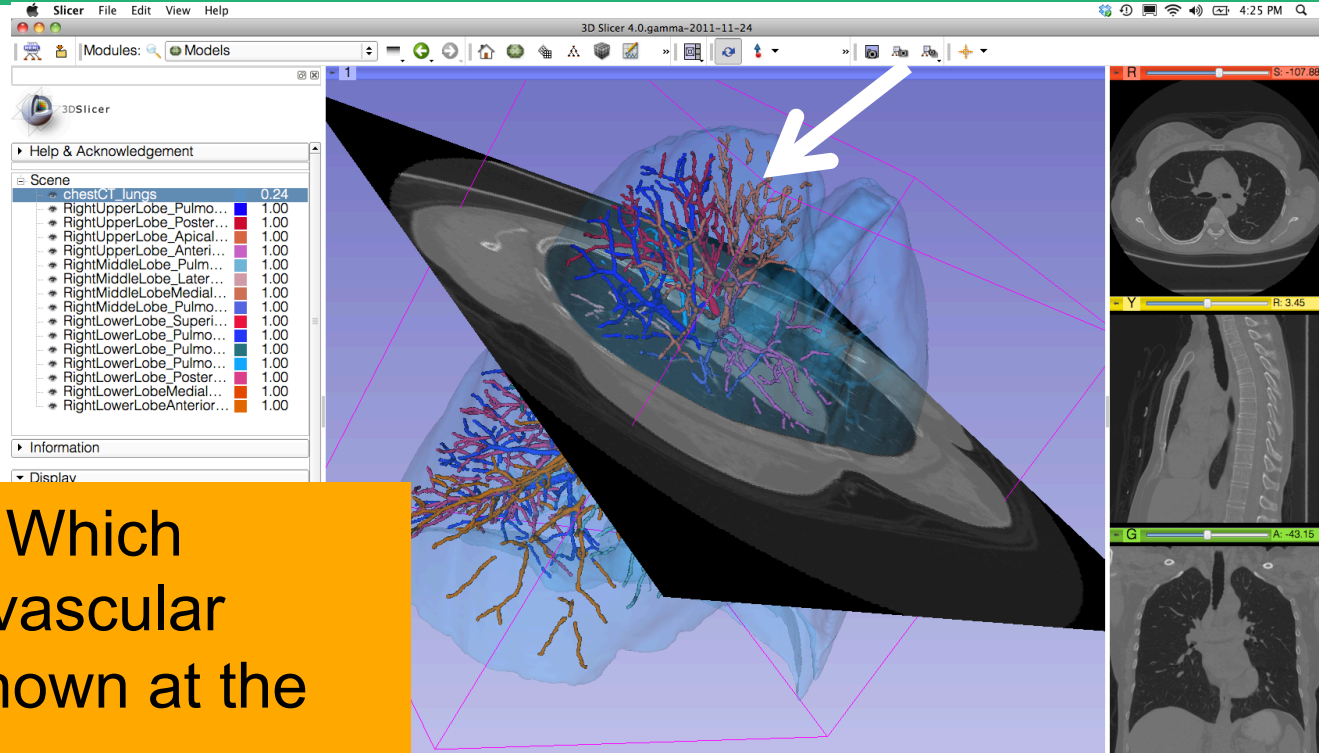 Slicer File Edit View Help 4:25 PM
3D Slicer 4.0.gamma-2011-11-24
Modules: Models
1
R S: -107.88
3DSlicer
Help & Acknowledgement
Scene
chestCT_lungs 0.24
RightUpperLobe_Pulmo... 1.00
RightUpperLobe_Poster... 1.00
RightUpperLobe_Apical... 1.00
RightUpperLobe_Anteri... 1.00
RightMiddleLobe_Pulm... 1.00
RightMiddleLobe_Later... 1.00
RightMiddleLobeMedial... 1.00
RightMiddleLobe_Pulmo... 1.00
RightLowerLobe_Superi... 1.00
RightLowerLobe_Pulmo... 1.00
RightLowerLobe_Pulmo... 1.00
RightLowerLobe_Pulmo... 1.00
RightLowerLobe_Poster... 1.00
RightLowerLobeMedial... 1.00
RightLowerLobeAnterior... 1.00
Y R: 3.45
Information
Display
G A: -43.15
Which
vascular
hown at the